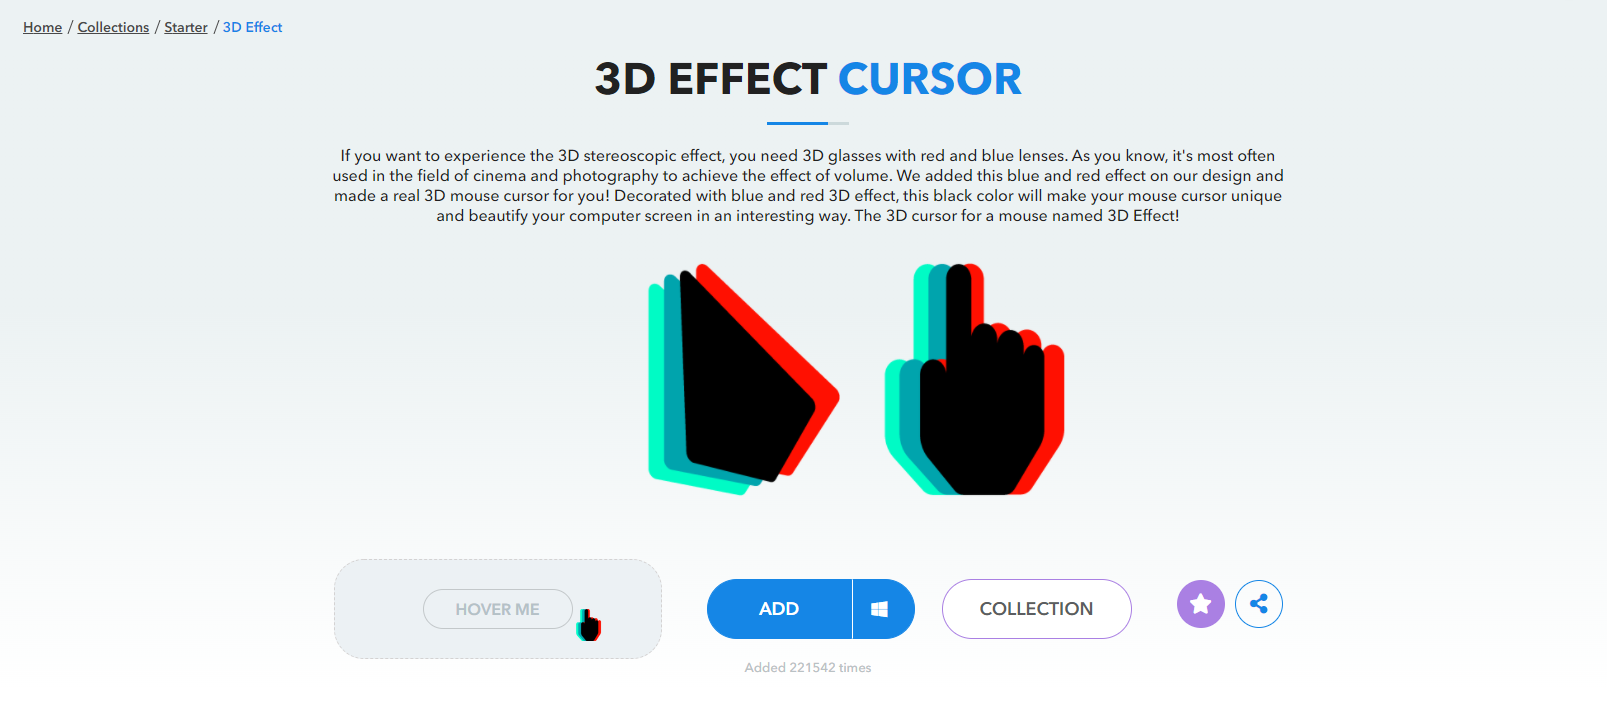 Home / Collections / Starter / 3D Effect
3D EFFECT CURSOR
If you want to experience the 3D stereoscopic effect, you need 3D glasses with red and blue lenses. As you know, it's most often
used in the field of cinema and photography to achieve the effect of volume. We added this blue and red effect on our design and
made a real 3D mouse cursor for you! Decorated with blue and red 3D effect, this black color will make your mouse cursor unique
and beautify your computer screen in an interesting way. The 3D cursor for a mouse named 3D Effect!
HOVER ME
ADD
COLLECTION
Added 221542 times